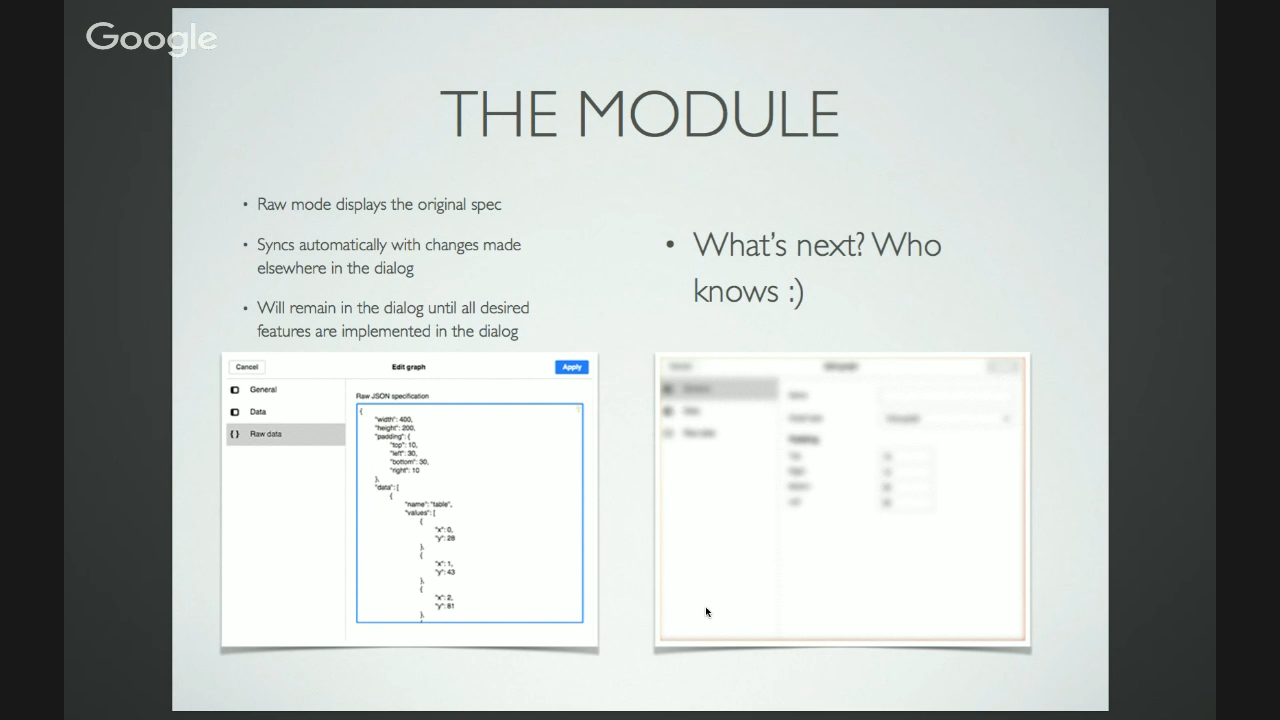 Google
THE MODULE
• Raw mode displays the original spec
• Syncs automatically with changes made
elsewhere in the dialog
• Will remain in the dialog until all desired
features are implemented in the dialog
• What's next? Who
knows :)
Cancel
Edit graph
Apply
General
Data
{ } Raw data
Raw JSON specification
{
"width": 400,
"height": 200,
"padding": {
"top": 10,
"left": 30,
"bottom": 30,
"right": 10
},
"data": [
{
"name": "table",
"values": [
{
"x": 0,
"y": 28
},
{
"x": 1,
"y": 43
},
{
"x": 2,
"y": 81
},